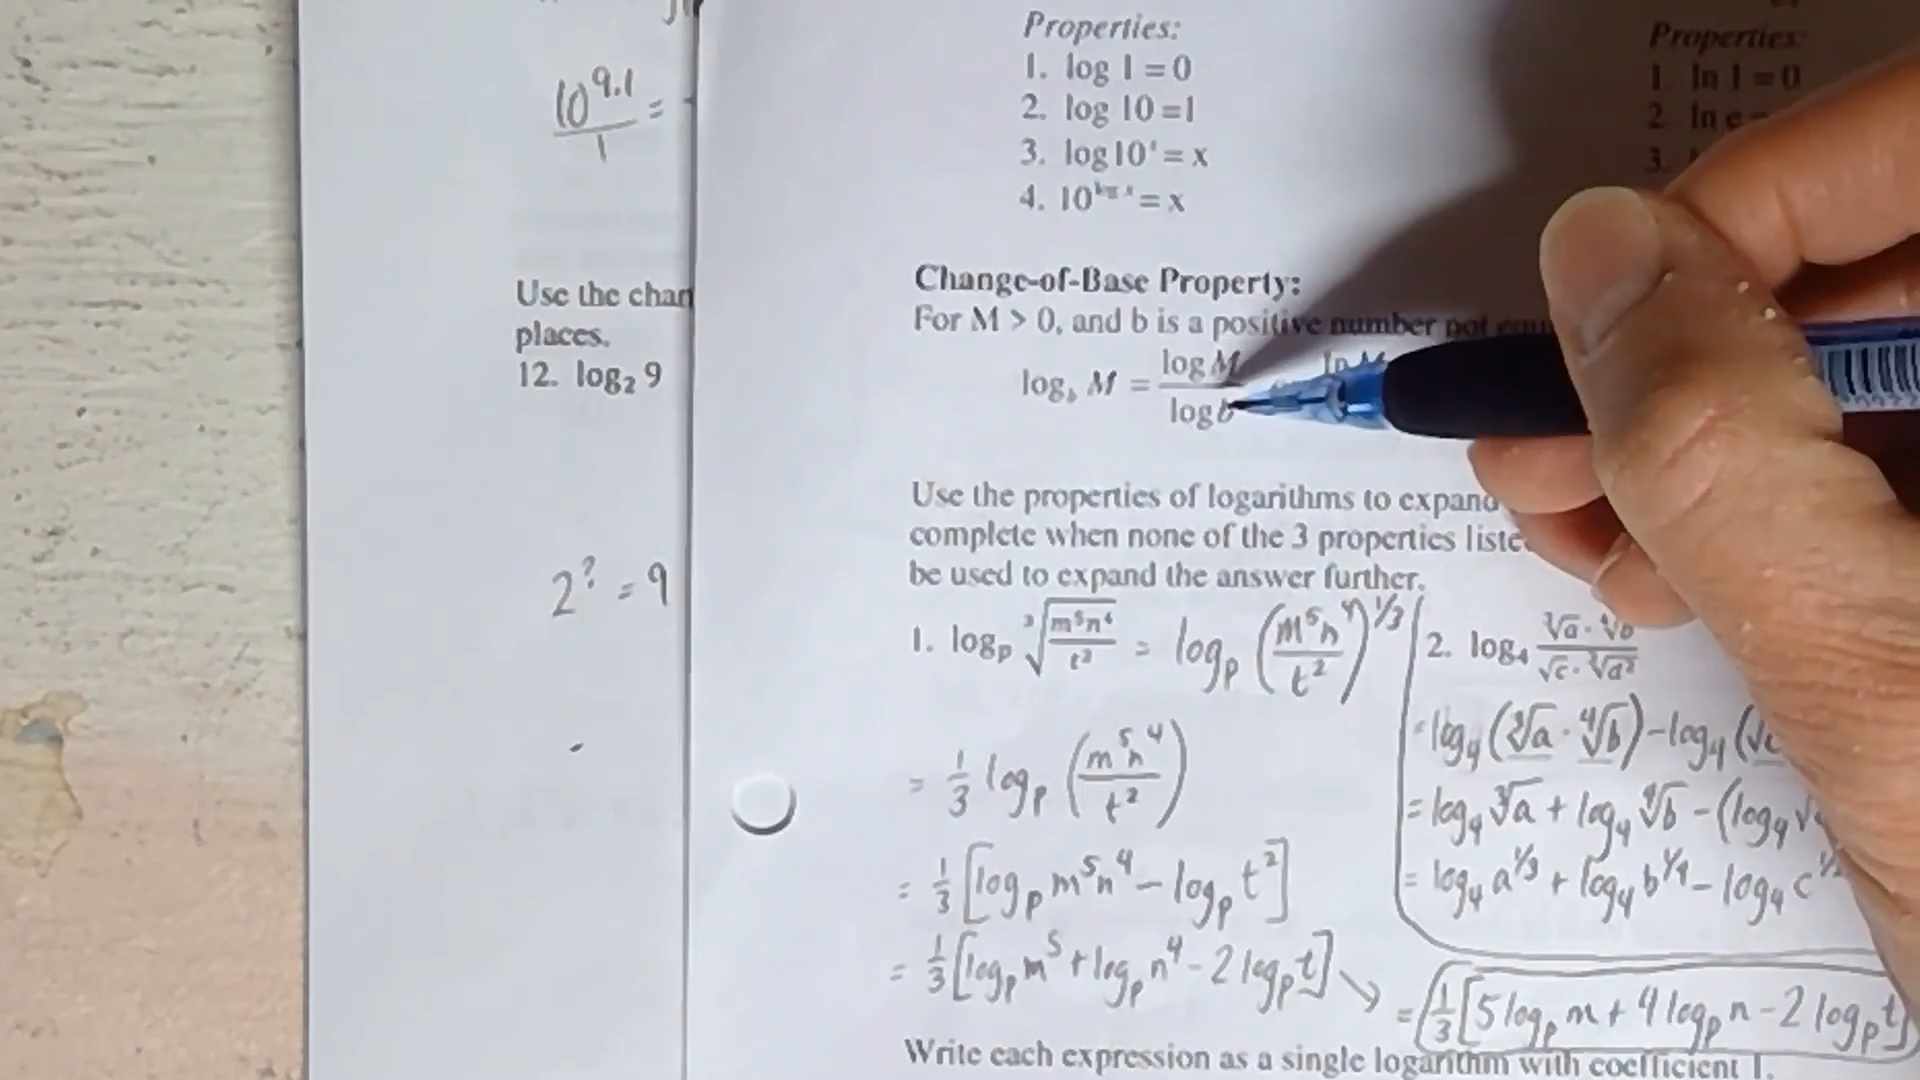 10^9.1 / 1 =
Use the chan
places.
12. log₂ 9
2^? = 9
Properties:
1. log 1 = 0
2. log 10 =1
3. log10ˣ = x
4. 10^(log x) = x
Properties:
1. ln 1 = 0
2. ln e
3.
Change-of-Base Property:
For M > 0, and b is a positive number not
log_b M = log M / log b ln M
Use the properties of logarithms to expand
complete when none of the 3 properties liste
be used to expand the answer further.
1. log_p ∛(m⁵n⁴/t²) = log_p (m⁵n⁴/t²)^1/3
= 1/3 log_p (m⁵n⁴/t²)
= 1/3 [log_p m⁵n⁴ − log_p t²]
= 1/3 [log_p m⁵ + log_p n⁴ − 2 log_p t] ↘
= 1/3 [5 log_p m + 4 log_p n − 2 log_p t]
2. log₄ (∛a · ∜b) / (√c · ∛d²)
= log₄ (∛a · ∜b) − log₄ (√c
= log₄ ∛a + log₄ ∜b − (log₄ √
= log₄ a^1/3 + log₄ b^1/4 − log₄ c
Write each expression as a single logarithm with coefficient 1.